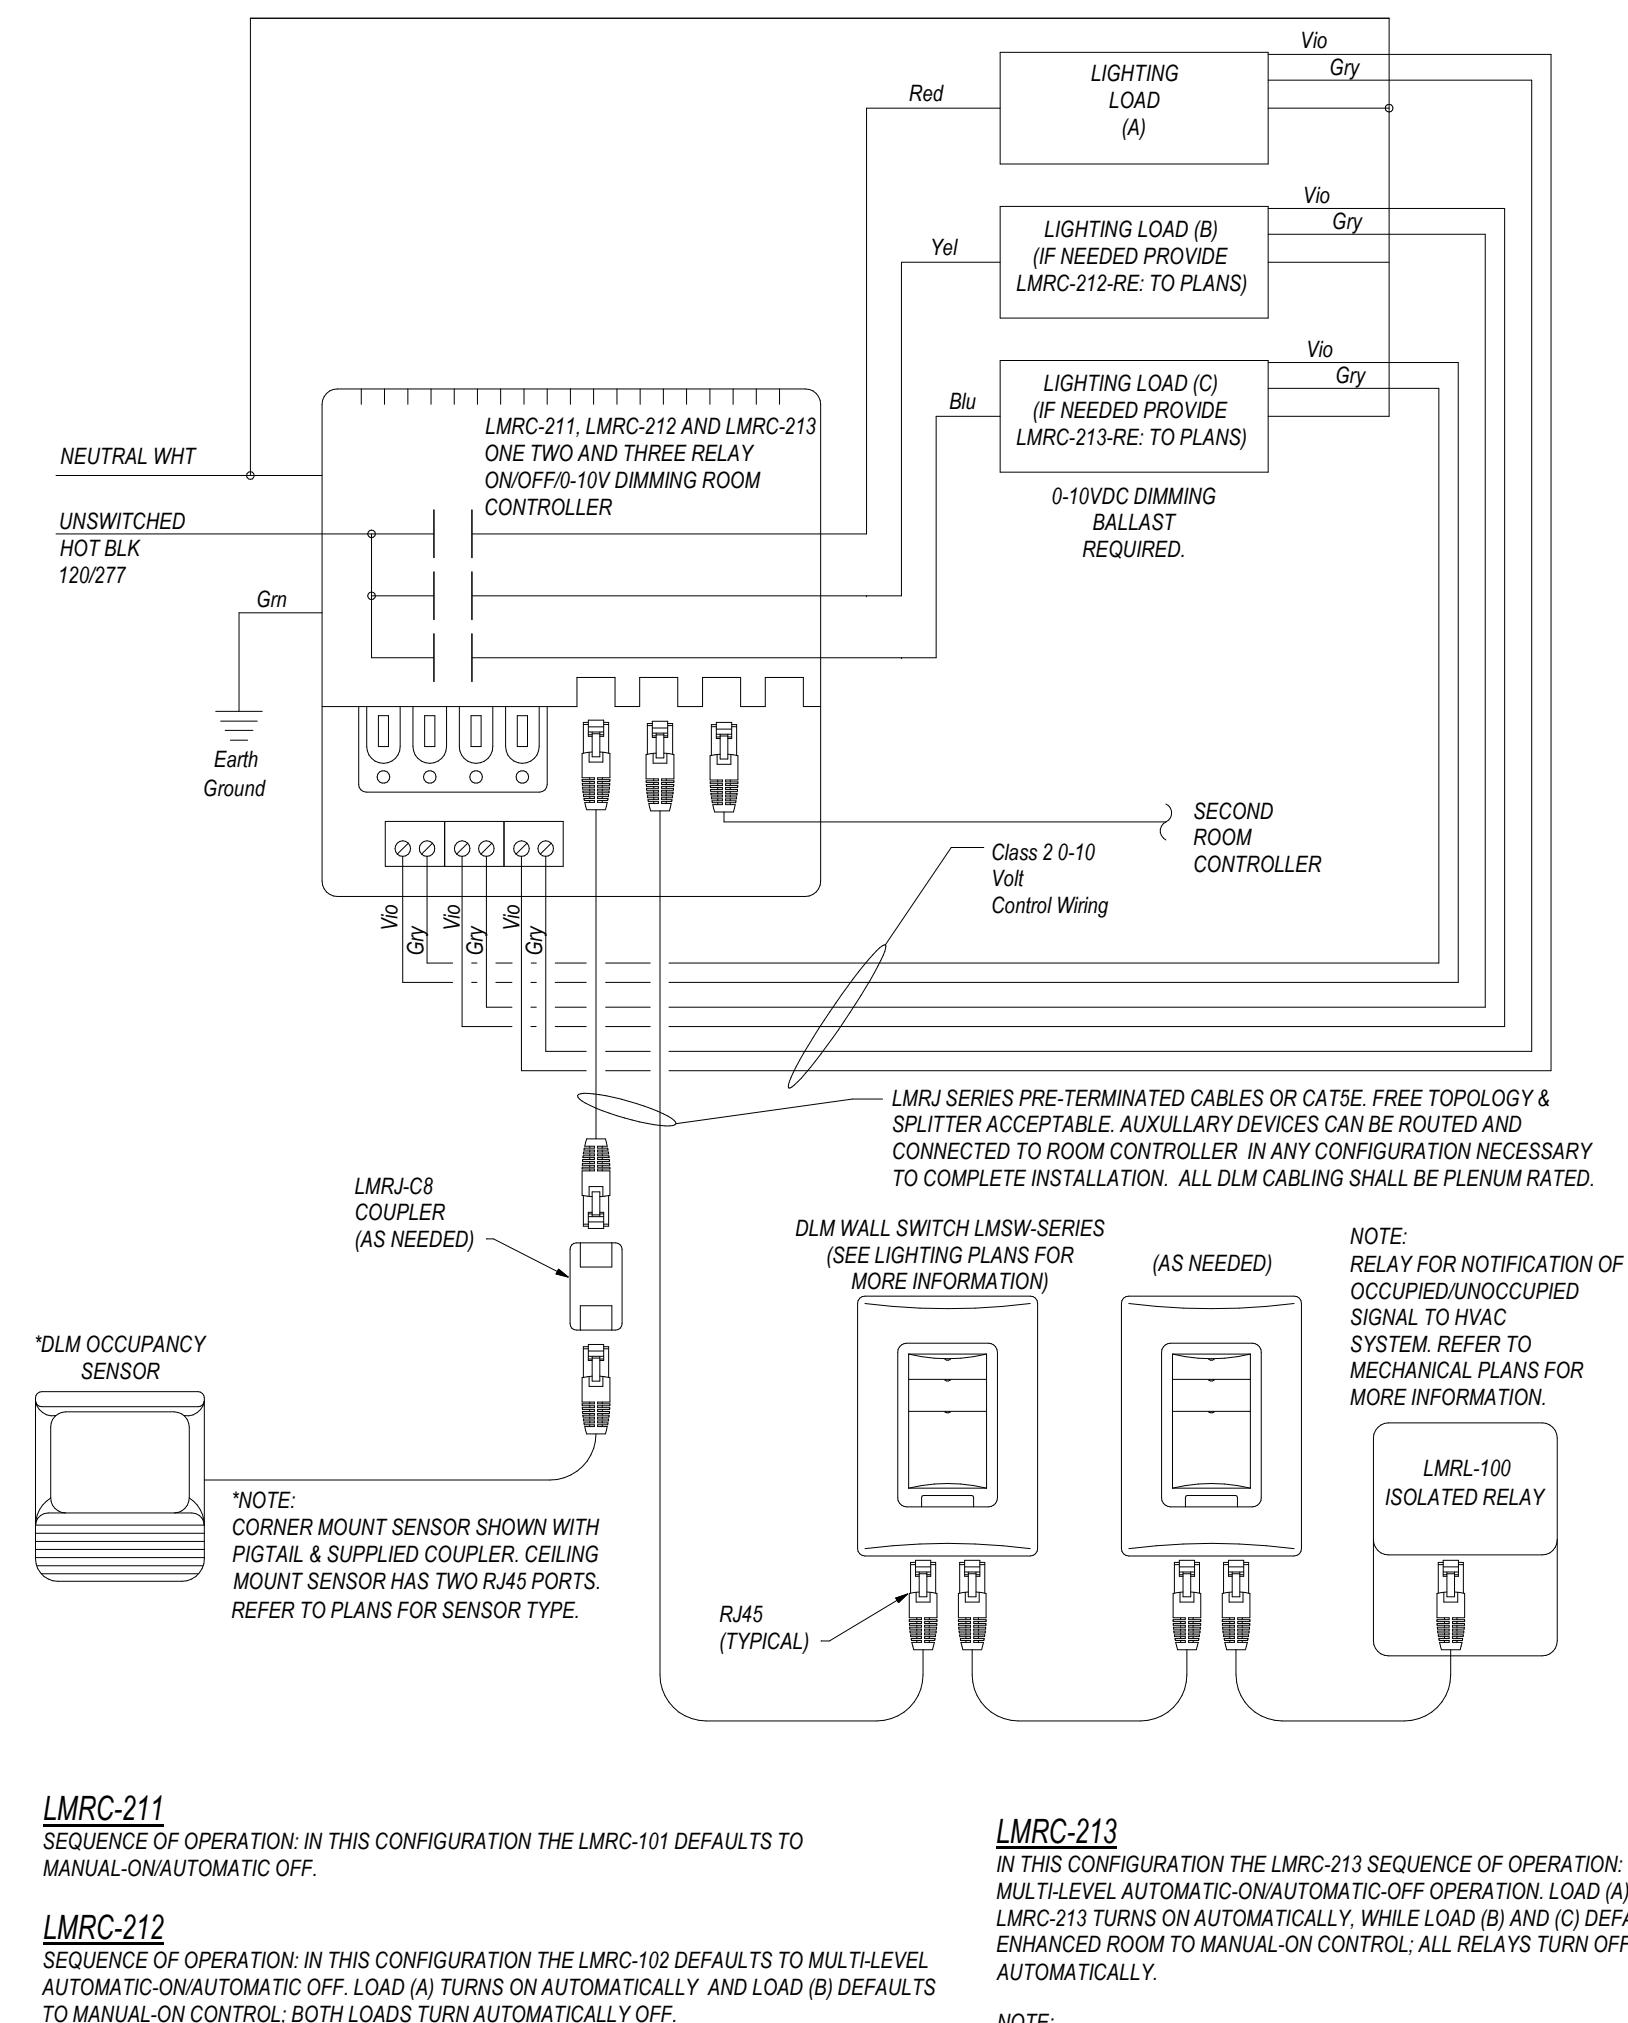 Vio
Gry
LIGHTING
LOAD
(A)
Red
Vio
Gry
LIGHTING LOAD (B)
(IF NEEDED PROVIDE
LMRC-212-RE: TO PLANS)
Yel
Vio
Gry
LIGHTING LOAD (C)
(IF NEEDED PROVIDE
LMRC-213-RE: TO PLANS)
Blu
0-10VDC DIMMING
BALLAST
REQUIRED.
LMRC-211, LMRC-212 AND LMRC-213
ONE TWO AND THREE RELAY
ON/OFF/0-10V DIMMING ROOM
CONTROLLER
NEUTRAL WHT
UNSWITCHED
HOT BLK
120/277
Grn
Earth
Ground
SECOND
ROOM
CONTROLLER
Class 2 0-10
Volt
Control Wiring
Vio
Gry
Vio
Gry
Vio
Gry
LMRJ SERIES PRE-TERMINATED CABLES OR CAT5E. FREE TOPOLOGY &
SPLITTER ACCEPTABLE. AUXULLARY DEVICES CAN BE ROUTED AND
CONNECTED TO ROOM CONTROLLER IN ANY CONFIGURATION NECESSARY
TO COMPLETE INSTALLATION. ALL DLM CABLING SHALL BE PLENUM RATED.
LMRJ-C8
COUPLER
(AS NEEDED)
DLM WALL SWITCH LMSW-SERIES
(SEE LIGHTING PLANS FOR
MORE INFORMATION)
(AS NEEDED)
NOTE:
RELAY FOR NOTIFICATION OF
OCCUPIED/UNOCCUPIED
SIGNAL TO HVAC
SYSTEM. REFER TO
MECHANICAL PLANS FOR
MORE INFORMATION.
*DLM OCCUPANCY
SENSOR
LMRL-100
ISOLATED RELAY
*NOTE:
CORNER MOUNT SENSOR SHOWN WITH
PIGTAIL & SUPPLIED COUPLER. CEILING
MOUNT SENSOR HAS TWO RJ45 PORTS.
REFER TO PLANS FOR SENSOR TYPE.
RJ45
(TYPICAL)
LMRC-211
SEQUENCE OF OPERATION: IN THIS CONFIGURATION THE LMRC-101 DEFAULTS TO
MANUAL-ON/AUTOMATIC OFF.
LMRC-212
SEQUENCE OF OPERATION: IN THIS CONFIGURATION THE LMRC-102 DEFAULTS TO MULTI-LEVEL
AUTOMATIC-ON/AUTOMATIC OFF. LOAD (A) TURNS ON AUTOMATICALLY AND LOAD (B) DEFAULTS
TO MANUAL-ON CONTROL; BOTH LOADS TURN AUTOMATICALLY OFF.
LMRC-213
IN THIS CONFIGURATION THE LMRC-213 SEQUENCE OF OPERATION:
MULTI-LEVEL AUTOMATIC-ON/AUTOMATIC-OFF OPERATION. LOAD (A)
LMRC-213 TURNS ON AUTOMATICALLY, WHILE LOAD (B) AND (C)
ENHANCED ROOM TO MANUAL-ON CONTROL; ALL RELAYS TURN OFF
AUTOMATICALLY.
NOTE: